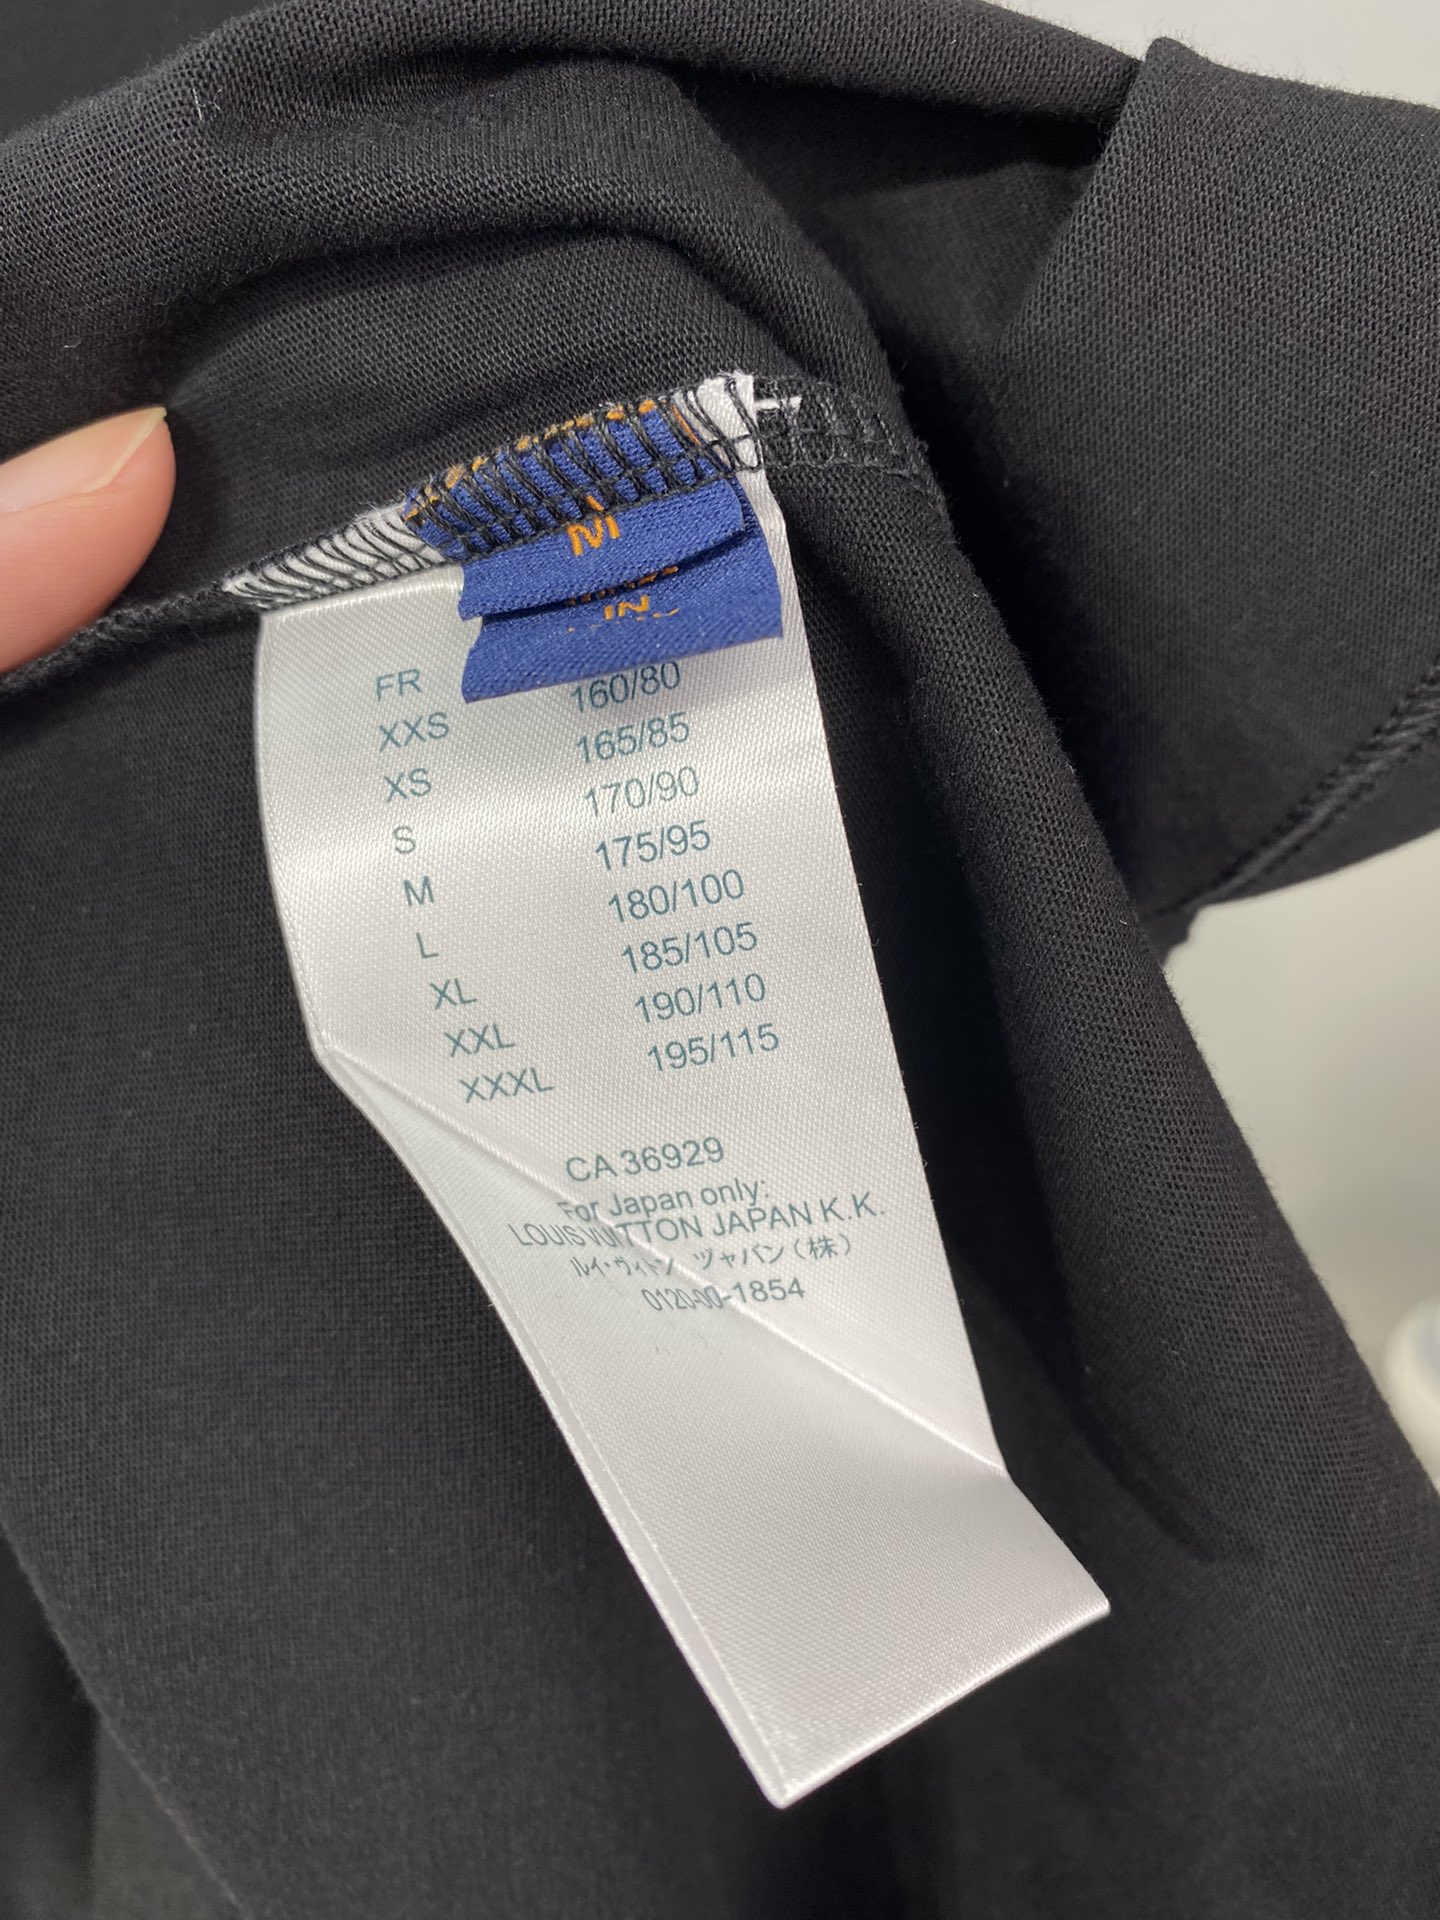 M
IN
FR
XXS 160/80
XS 165/85
S 170/90
M 175/95
L 180/100
XL 185/105
XXL 190/110
XXXL 195/115
CA 36929
For Japan only:
LOUIS VUITTON JAPAN K.K.
ルイ・ヴィトン ヅャパン(株)
0120-00-1854